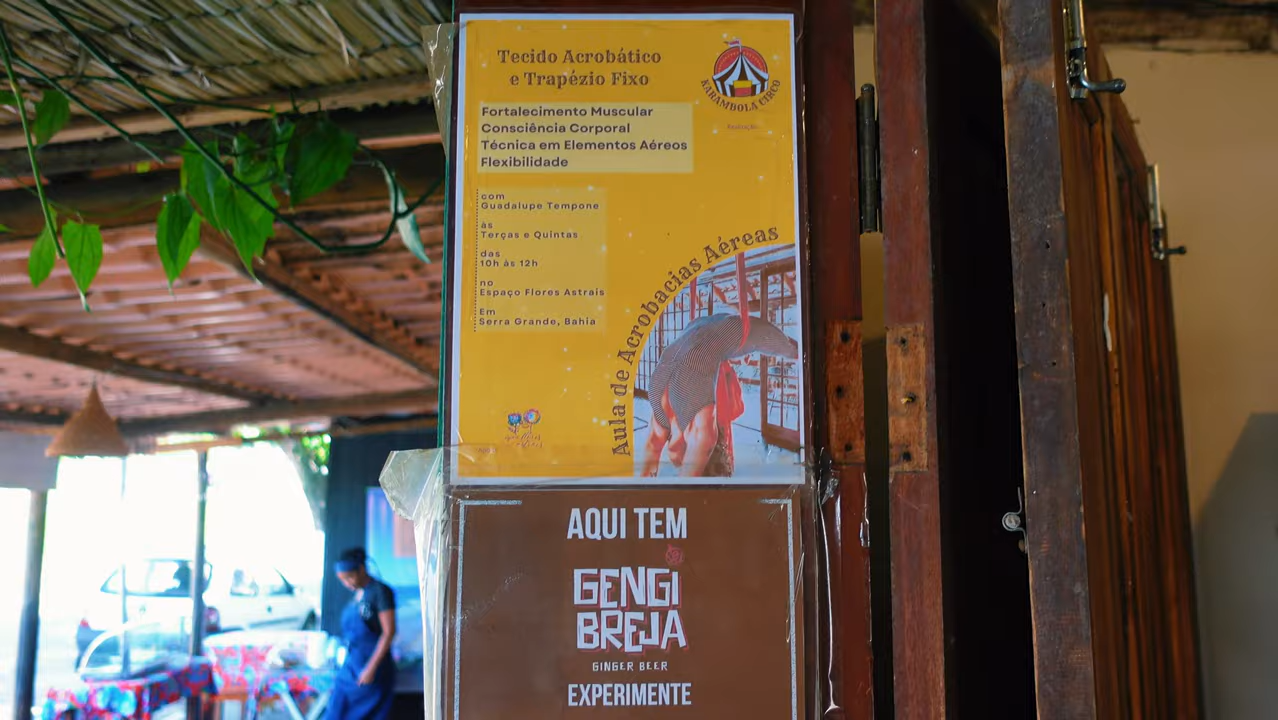 Tecido Acrobático
e Trapézio Fixo
KARAMBOLA CIRCO
Fortalecimento Muscular
Consciência Corporal
Técnica em Elementos Aéreos
Flexibilidade
com
Guadalupe Tempone
às
Terças e Quintas
das
10h às 12h
no
Espaço Flores Astrais
Em
Serra Grande, Bahia
Aula de Acrobacias Aéreas
AQUI TEM
GENGI
BREJA
GINGER BEER
EXPERIMENTE